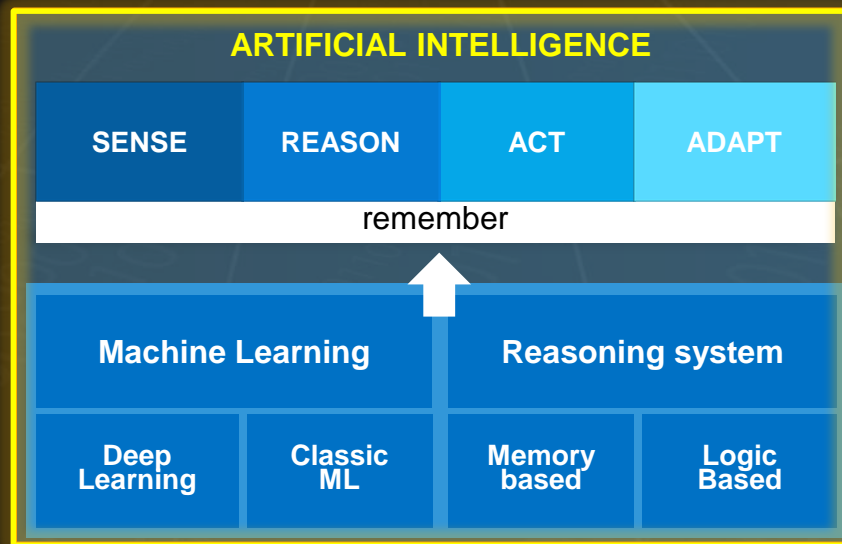 ARTIFICIAL INTELLIGENCE
SENSE REASON ACT ADAPT
remember
Machine Learning Reasoning system
Deep
Learning
Classic
ML
Memory
based
Logic
Based